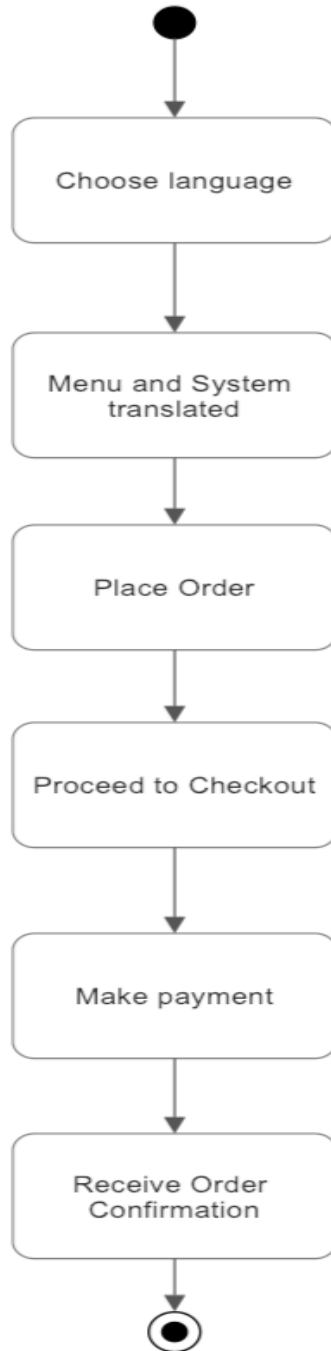 Choose language
Menu and System
translated
Place Order
Proceed to Checkout
Make payment
Receive Order
Confirmation